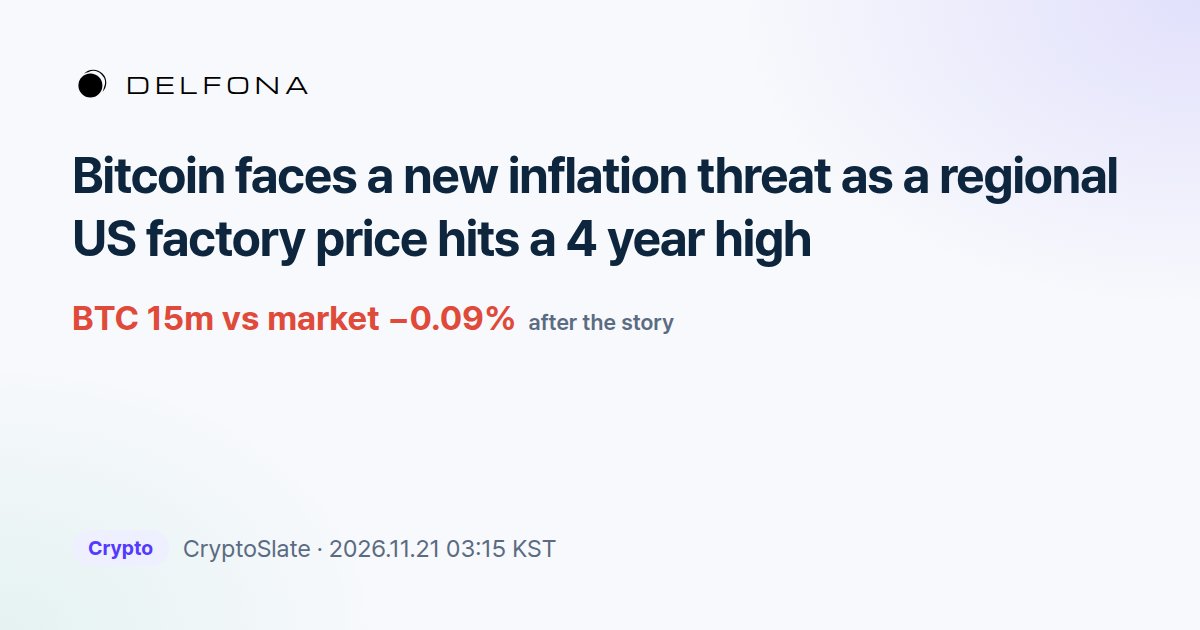 DELFONA
Bitcoin faces a new inflation threat as a regional
US factory price hits a 4 year high
BTC 15m vs market −0.09% after the story
Crypto CryptoSlate · 2026.11.21 03:15 KST